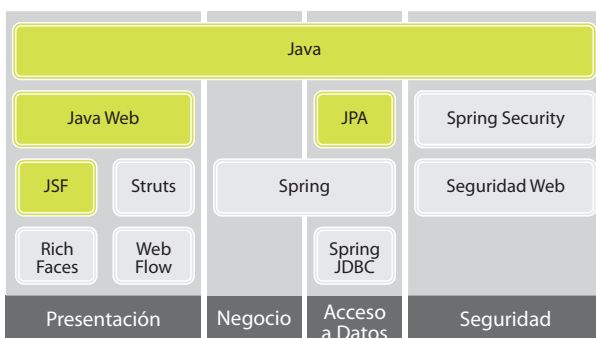 Java
Java Web
JPA
Spring Security
JSF
Struts
Spring
Seguridad Web
Rich
Faces
Web
Flow
Spring
JDBC
Presentación
Negocio
Acceso
a Datos
Seguridad